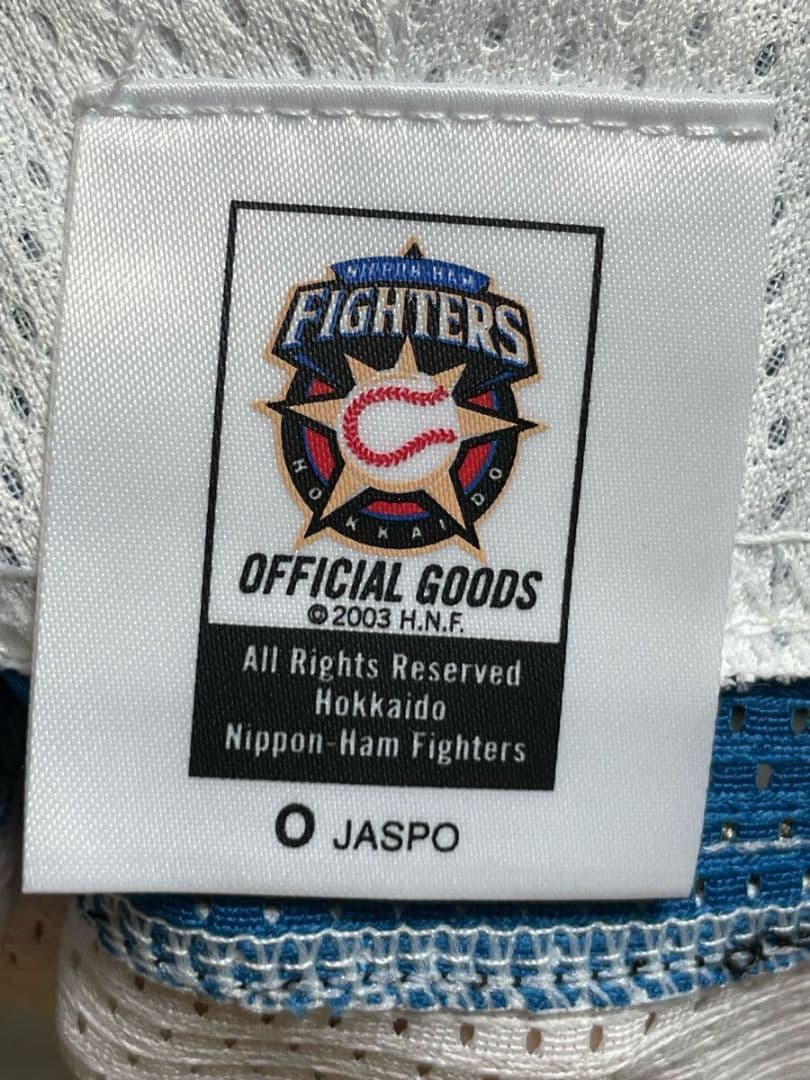 NIPPON-HAM
FIGHTERS
HOKKAIDO
OFFICIAL GOODS
©2003 H.N.F.
All Rights Reserved
Hokkaido
Nippon-Ham Fighters
O JASPO